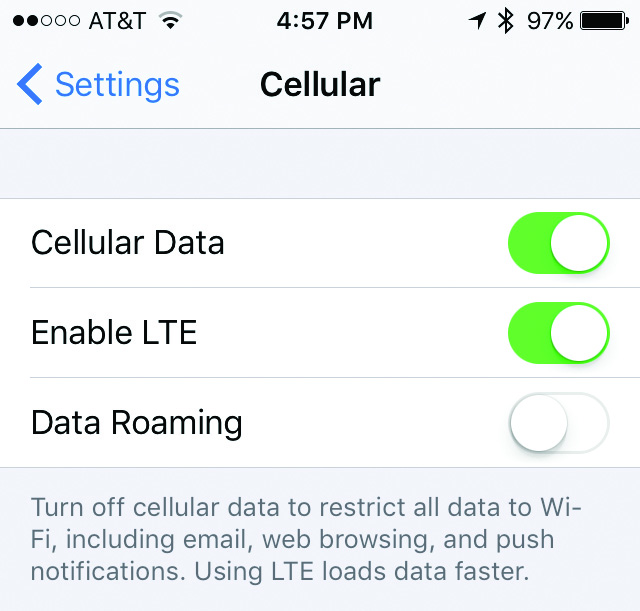 AT&T 4:57 PM 97%
Settings Cellular
Cellular Data
Enable LTE
Data Roaming
Turn off cellular data to restrict all data to Wi-
Fi, including email, web browsing, and push
notifications. Using LTE loads data faster.